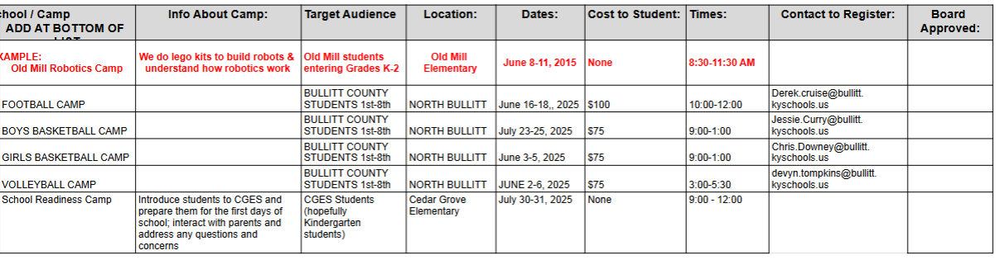 chool / Camp Info About Camp: Target Audience Location: Dates: Cost to Student: Times: Contact to Register: Board
ADD AT BOTTOM OF Approved:
LIST
XAMPLE: We do lego kits to build robots & Old Mill students Old Mill June 8-11, 2015 None 8:30-11:30 AM
Old Mill Robotics Camp understand how robotics work entering Grades K-2 Elementary
BULLITT COUNTY Derek.cruise@bullitt.
FOOTBALL CAMP STUDENTS 1st-8th NORTH BULLITT June 16-18,, 2025 $100 10:00-12:00 kyschools.us
BULLITT COUNTY Jessie.Curry@bullitt.
BOYS BASKETBALL CAMP STUDENTS 1st-8th NORTH BULLITT July 23-25, 2025 $75 9:00-1:00 kyschools.us
BULLITT COUNTY Chris.Downey@bullitt.
GIRLS BASKETBALL CAMP STUDENTS 1st-8th NORTH BULLITT June 3-5, 2025 $75 9:00-1:00 kyschools.us
BULLITT COUNTY devyn.tompkins@bullitt.
VOLLEYBALL CAMP STUDENTS 1st-8th NORTH BULLITT JUNE 2-6, 2025 $75 3:00-5:30 kyschools.us
School Readiness Camp Introduce students to CGES and CGES Students Cedar Grove July 30-31, 2025 None 9:00 - 12:00
prepare them for the first days of (hopefully Elementary
school; interact with parents and Kindergarten
address any questions and students)
concerns